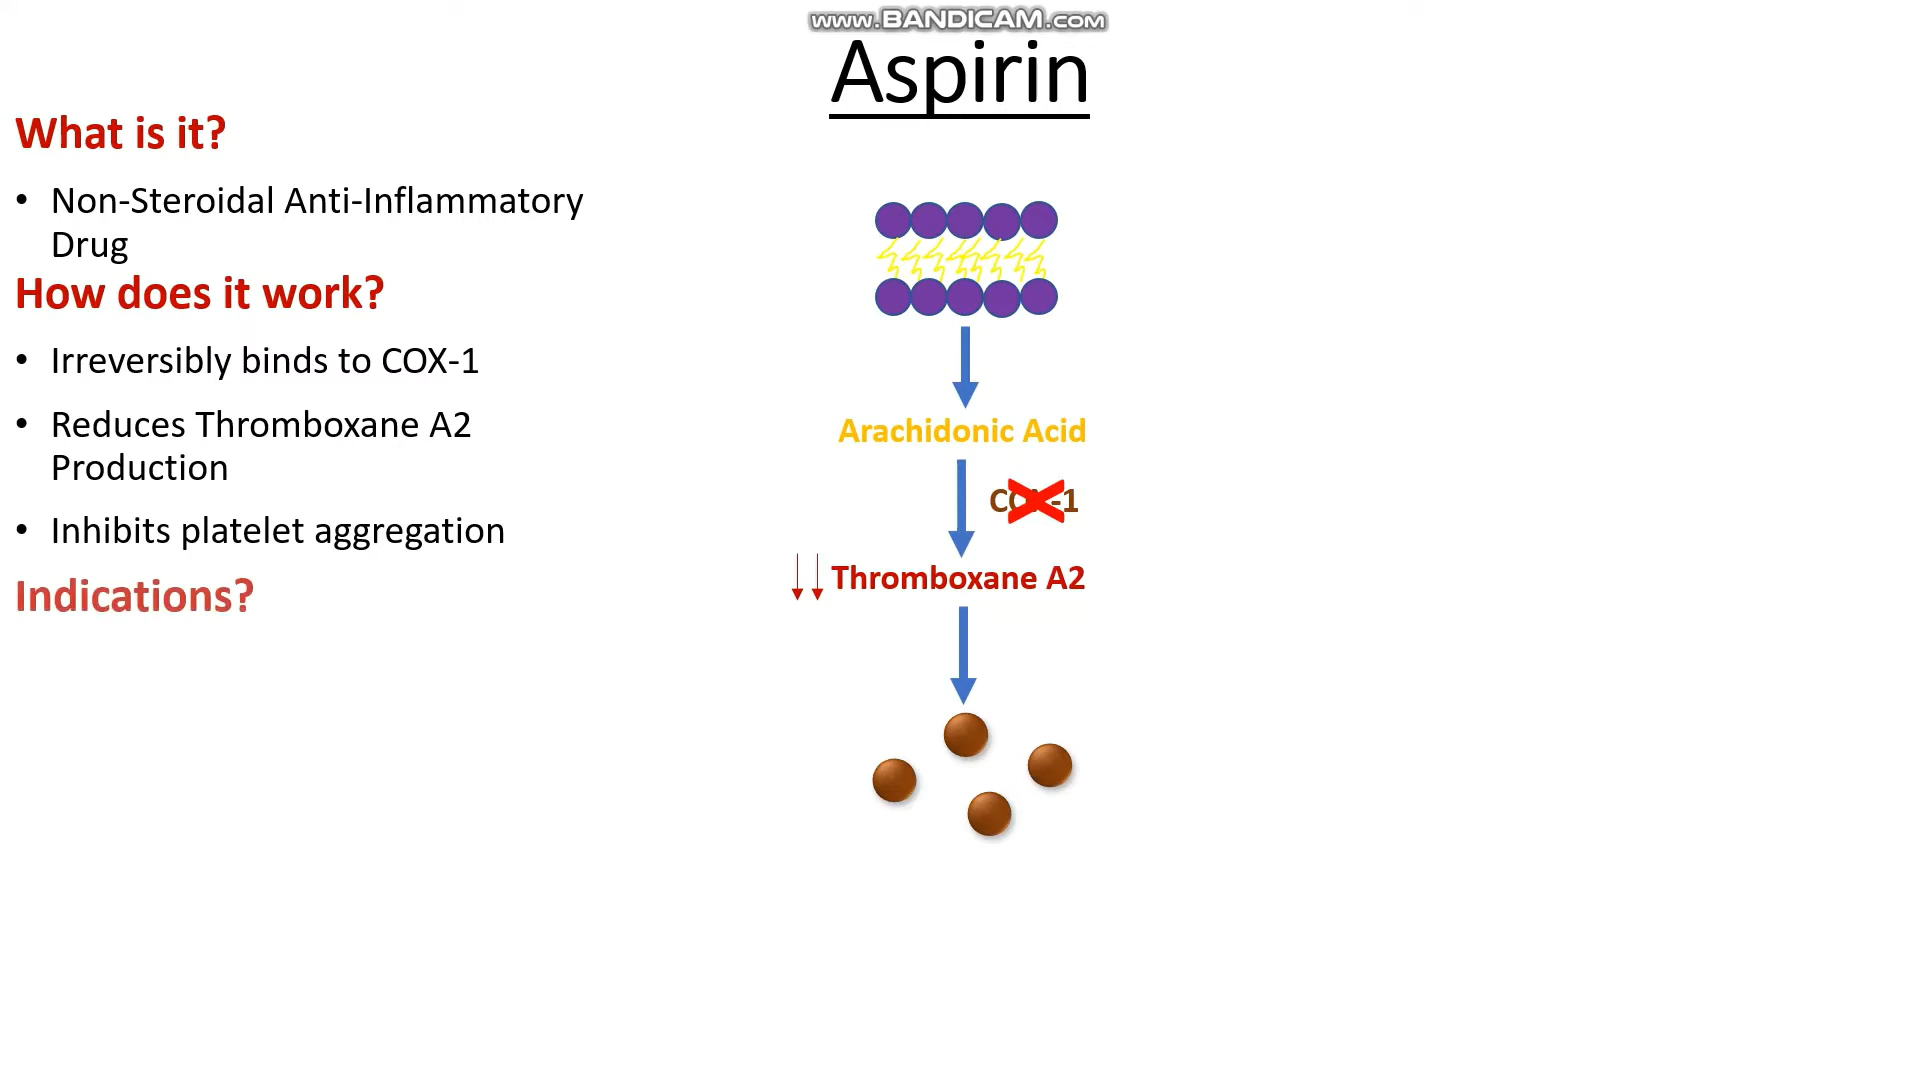 www.BANDICAM.com
Aspirin
What is it?
• Non-Steroidal Anti-Inflammatory
Drug
How does it work?
• Irreversibly binds to COX-1
• Reduces Thromboxane A2
Production
• Inhibits platelet aggregation
Indications?
Arachidonic Acid
COX-1
Thromboxane A2